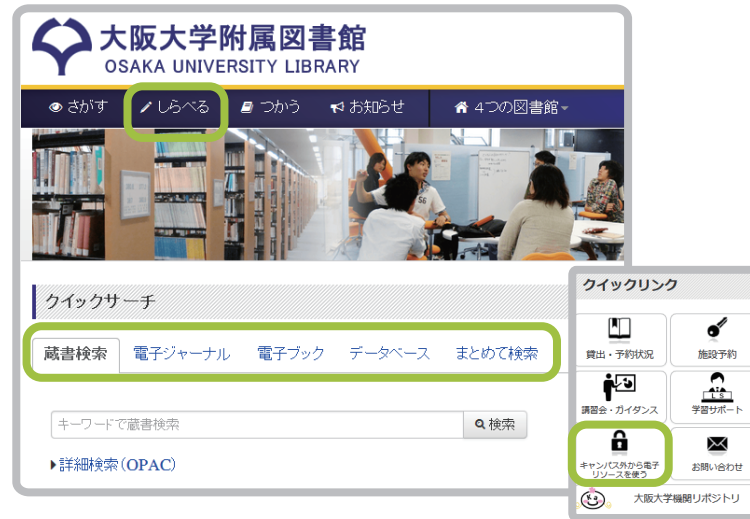 大阪大学附属図書館
OSAKA UNIVERSITY LIBRARY
さがす しらべる つかう お知らせ 4つの図書館
56
クイックサーチ
蔵書検索 電子ジャーナル 電子ブック データベース まとめて検索
キーワードで蔵書検索 検索
詳細検索(OPAC)
クイックリンク
貸出・予約状況 施設予約
講習会・ガイダンス
L S
学習サポート
キャンパス外から電子
リソースを使う
お問い合わせ
大阪大学機関リポジトリ